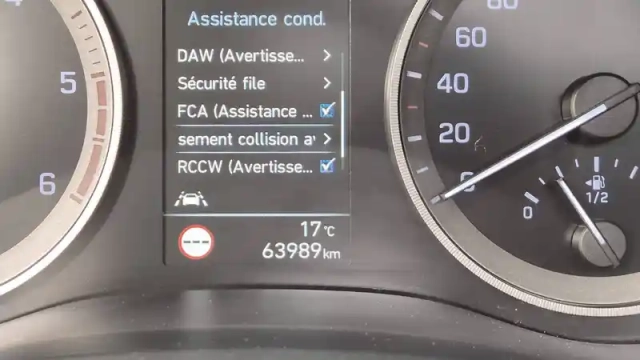 Assistance cond.
DAW (Avertisse...
Sécurité file
FCA (Assistance ...
sement collision a
RCCW (Avertisse...
17°C
63989km
5
6
60
40
20
0
0
1/2